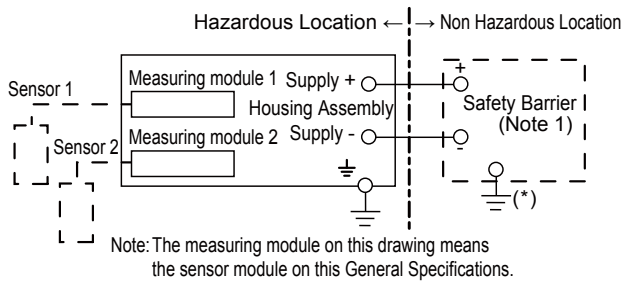 Hazardous Location ← → Non Hazardous Location
Sensor 1
Measuring module 1 Supply +
+
Housing Assembly
Safety Barrier
(Note 1)
Sensor 2
Measuring module 2 Supply -
-
(*)
Note: The measuring module on this drawing means
the sensor module on this General Specifications.